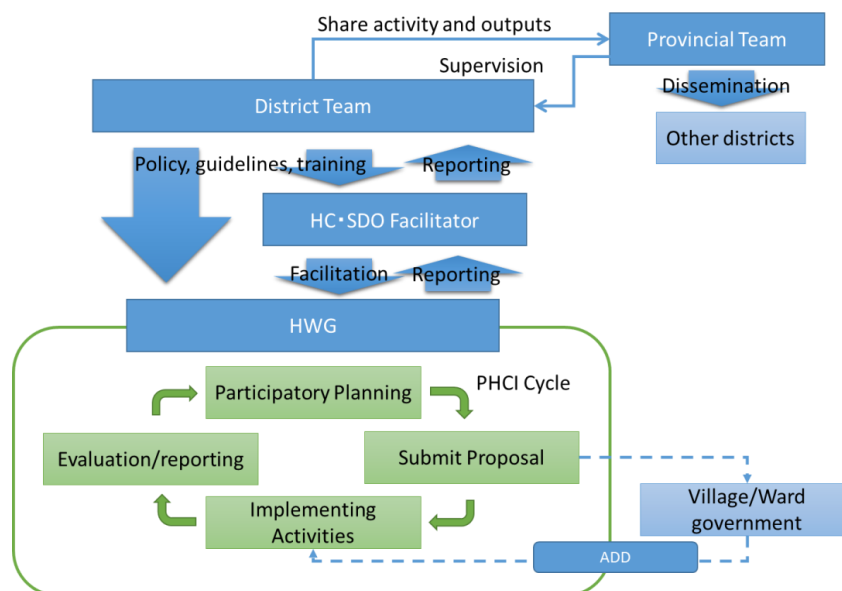 Share activity and outputs
Provincial Team
Supervision
Dissemination
District Team
Other districts
Policy, guidelines, training
Reporting
HC・SDO Facilitator
Facilitation
Reporting
HWG
Participatory Planning
PHCI Cycle
Evaluation/reporting
Submit Proposal
Village/Ward
government
Implementing
Activities
ADD